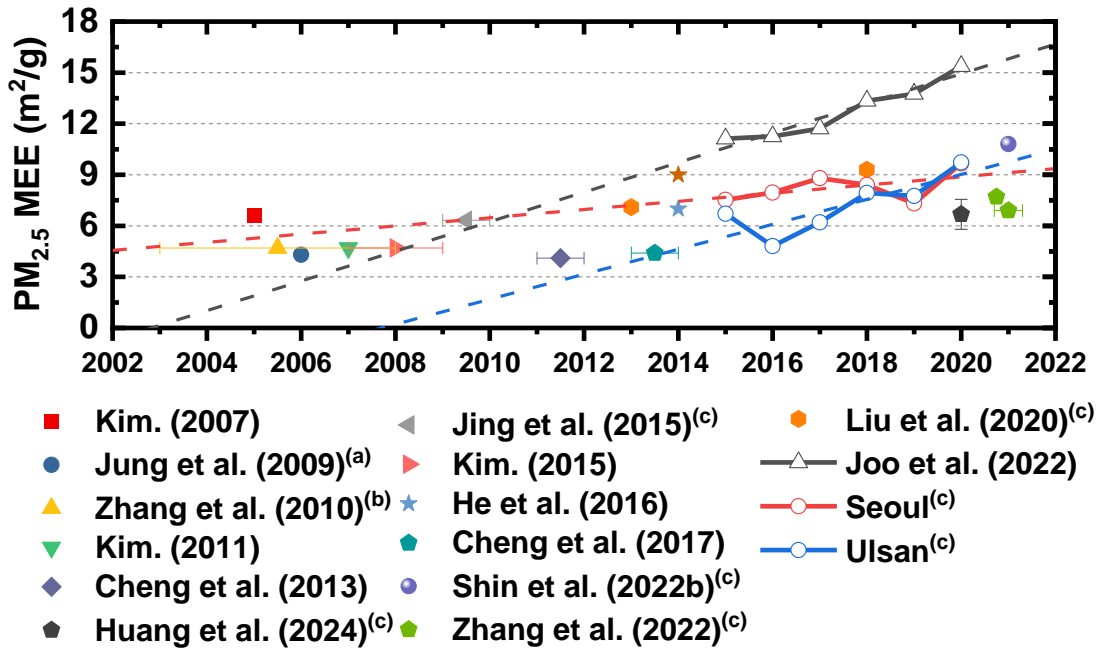 PM2.5 MEE (m2/g)
18
15
12
9
6
3
0
2002 2004 2006 2008 2010 2012 2014 2016 2018 2020 2022
Kim. (2007)
Jung et al. (2009)(a)
Zhang et al. (2010)(b)
Kim. (2011)
Cheng et al. (2013)
Huang et al. (2024)(c)
Jing et al. (2015)(c)
Kim. (2015)
He et al. (2016)
Cheng et al. (2017)
Shin et al. (2022b)(c)
Zhang et al. (2022)(c)
Liu et al. (2020)(c)
Joo et al. (2022)
Seoul(c)
Ulsan(c)